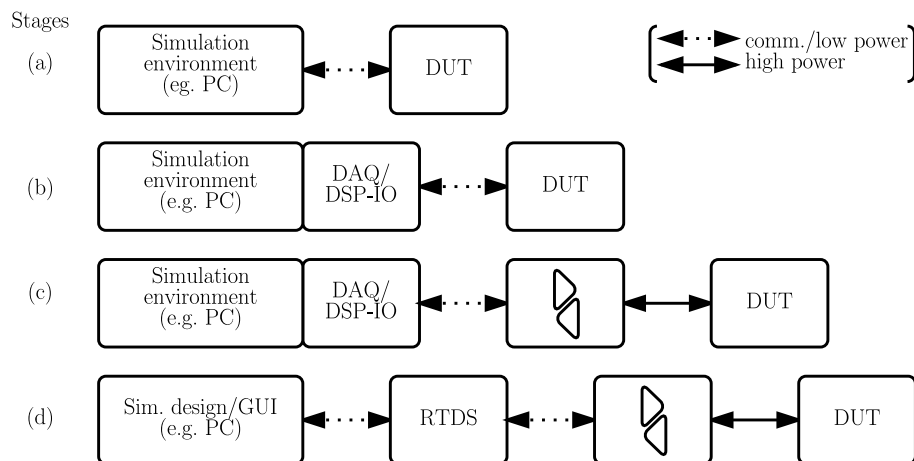 Stages
(a)
Simulation
environment
(eg. PC)
DUT
comm./low power
high power
(b)
Simulation
environment
(e.g. PC)
DAQ/
DSP-IO
DUT
(c)
Simulation
environment
(e.g. PC)
DAQ/
DSP-IO
DUT
(d)
Sim. design/GUI
(e.g. PC)
RTDS
DUT